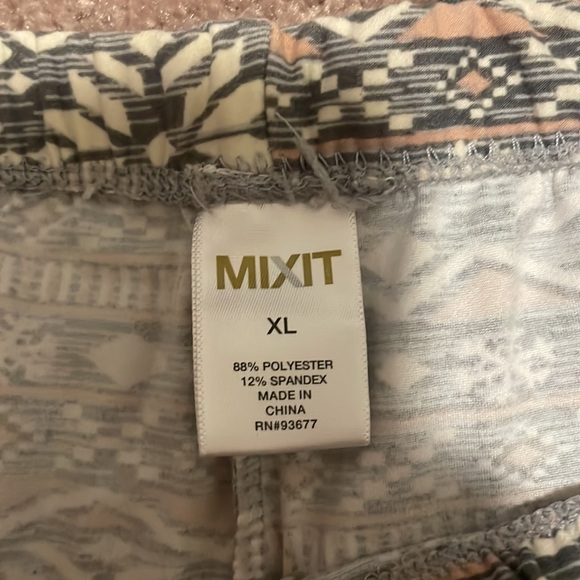 MIXIT
XL
88% POLYESTER
12% SPANDEX
MADE IN
CHINA
RN#93677